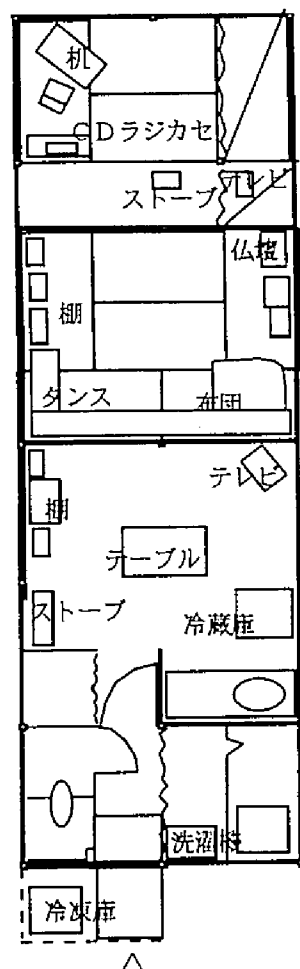 机
CDラジカセ
テレビ
ストーブ
仏壇
棚
タンス
布団
テレビ
棚
テーブル
ストーブ
冷蔵庫
洗濯機
冷凍庫